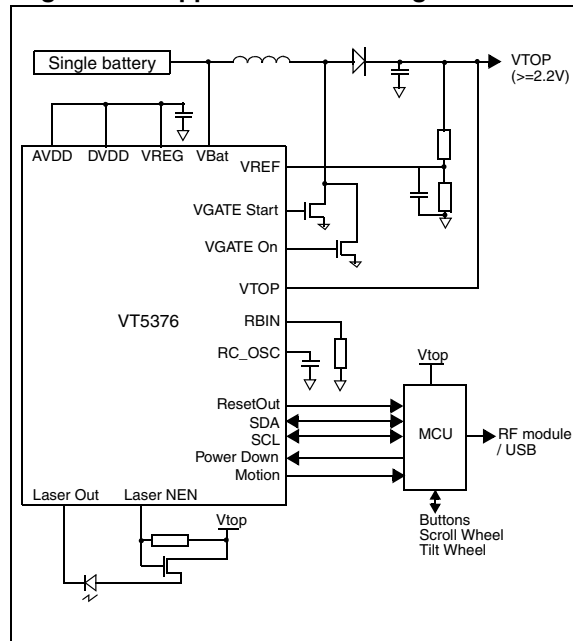 Single battery
VTOP
(>=2.2V)
AVDD DVDD VREG VBat
VREF
VGATE Start
VGATE On
VTOP
VT5376
RBIN
RC_OSC
Vtop
ResetOut
SDA
SCL
Power Down
Motion
MCU
RF module
/ USB
Laser Out Laser NEN
Vtop
Buttons
Scroll Wheel
Tilt Wheel